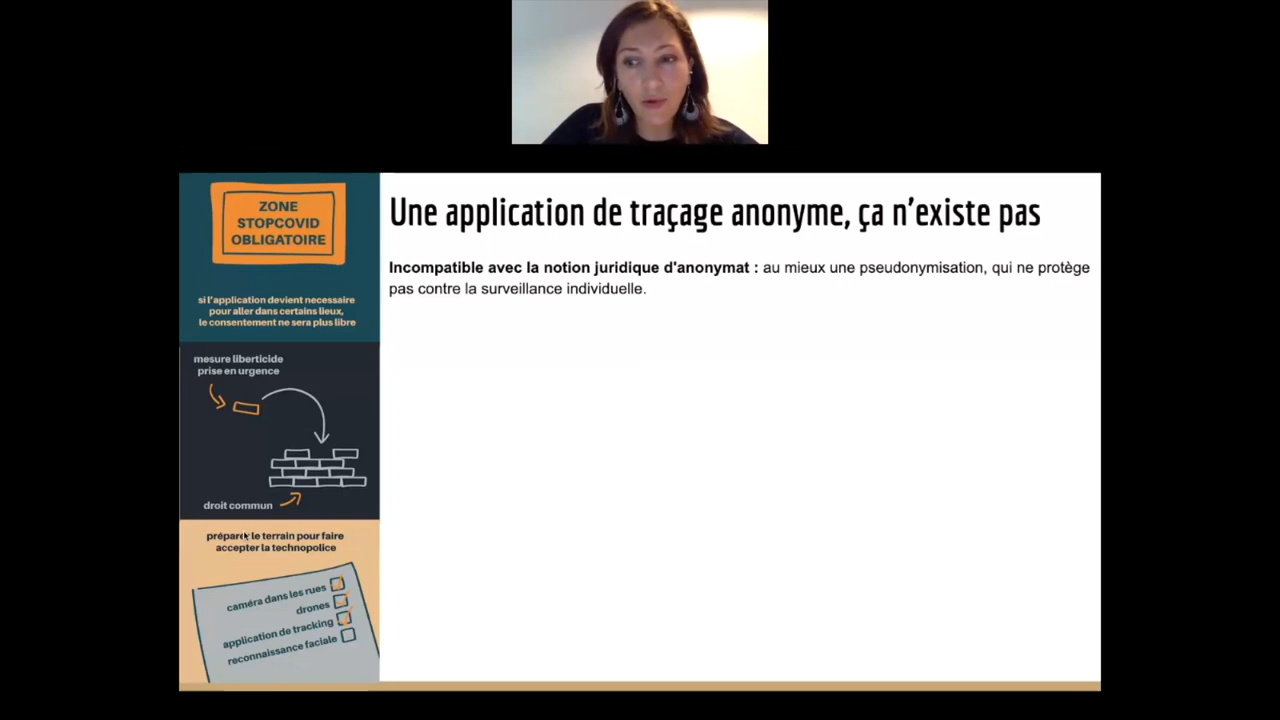 ZONE
STOPCOVID
OBLIGATOIRE
si l'application devient necessaire
pour aller dans certains lieux,
le consentement ne sera plus libre
mesure liberticide
prise en urgence
droit commun
prépare le terrain pour faire
accepter la technopolice
caméra dans les rues
drones
application de tracking
reconnaissance faciale
Une application de traçage anonyme, ça n'existe pas
Incompatible avec la notion juridique d'anonymat : au mieux une pseudonymisation, qui ne protège
pas contre la surveillance individuelle.